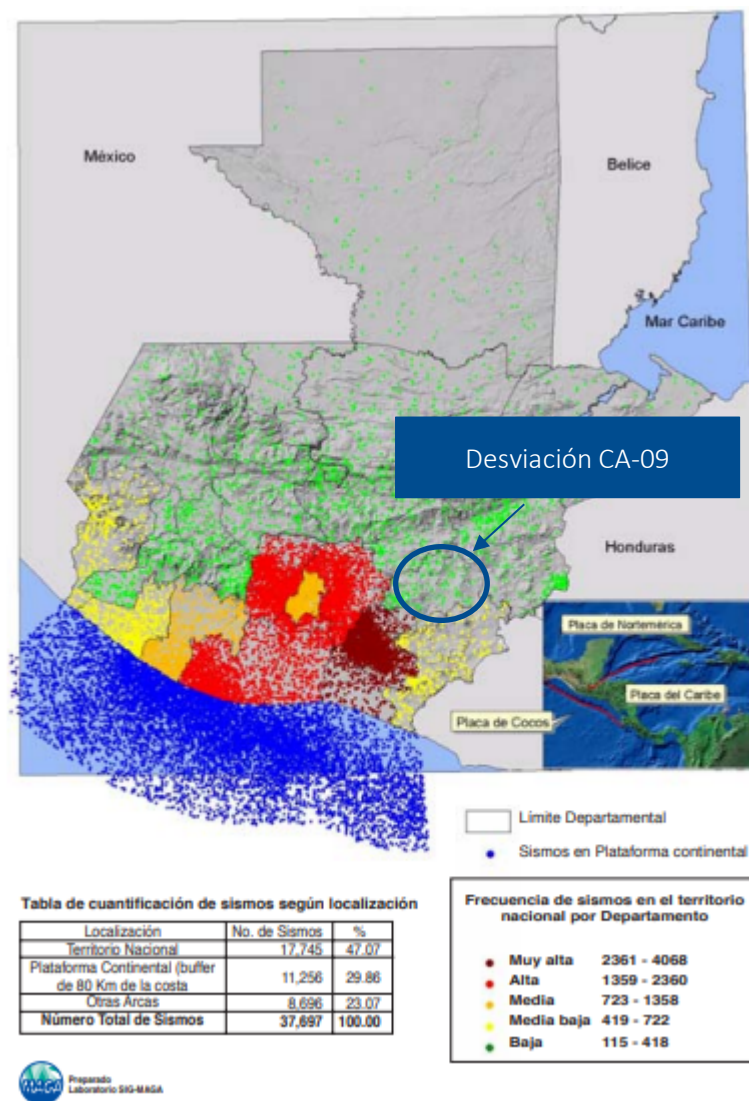 México
Belice
Mar Caribe
Desviación CA-09
Honduras
Placa de Norteamérica
Placa del Caribe
Placa de Cocos
Límite Departamental
Sismos en Plataforma continental
Tabla de cuantificación de sismos según localización
Localización No. de Sismos %
Territorio Nacional 17,745 47.07
Plataforma Continental (buffer de 80 Km de la costa 11,256 29.86
Otras Arcas 8,696 23.07
Número Total de Sismos 37,697 100.00
Frecuencia de sismos en el territorio
nacional por Departamento
Muy alta 2361 - 4068
Alta 1359 - 2360
Media 723 - 1358
Media baja 419 - 722
Baja 115 - 418
MAGA
Preparado
Laboratorio SIG-MAGA